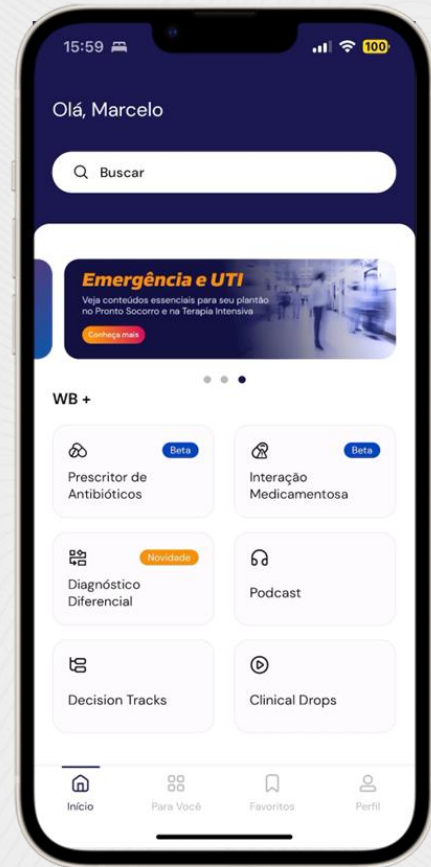 15:59
100
Olá, Marcelo
Buscar
Emergência e UTI
Veja conteúdos essenciais para seu plantão
no Pronto Socorro e na Terapia Intensiva
Conheça mais
WB +
Beta
Prescritor de
Antibióticos
Beta
Interação
Medicamentosa
Novidade
Diagnóstico
Diferencial
Podcast
Decision Tracks
Clinical Drops
Início
Para Você
Favoritos
Perfil